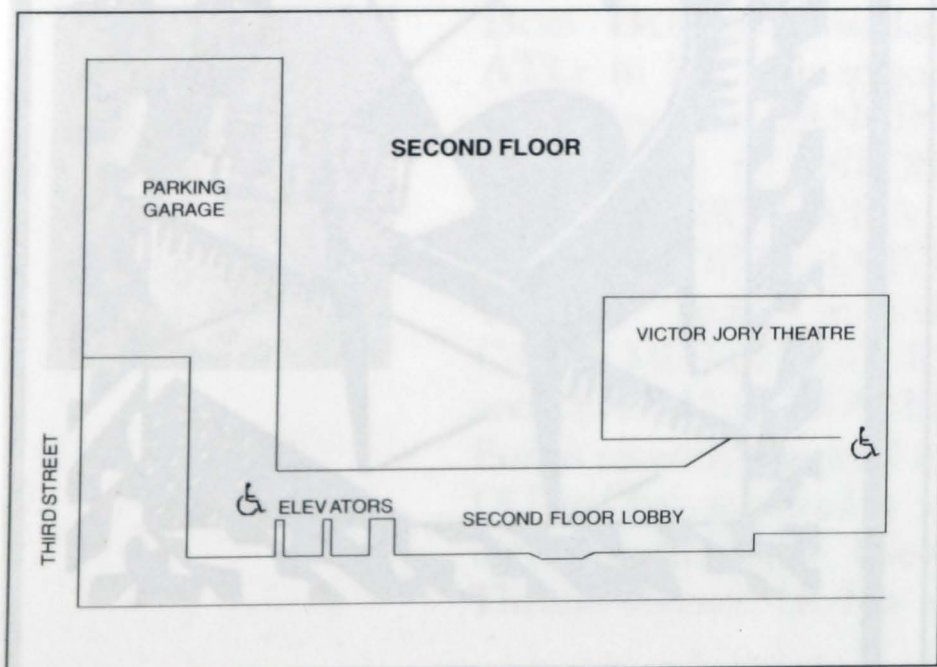 SECOND FLOOR
PARKING
GARAGE
VICTOR JORY THEATRE
THIRD STREET
ELEVATORS
SECOND FLOOR LOBBY